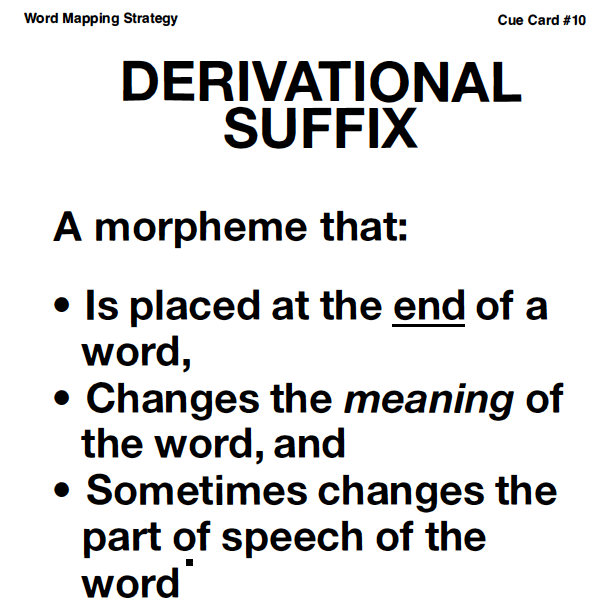 Word Mapping Strategy
Cue Card #10
DERIVATIONAL
SUFFIX
A morpheme that:
• Is placed at the end of a
word,
• Changes the meaning of
the word, and
• Sometimes changes the
part of speech of the
word.